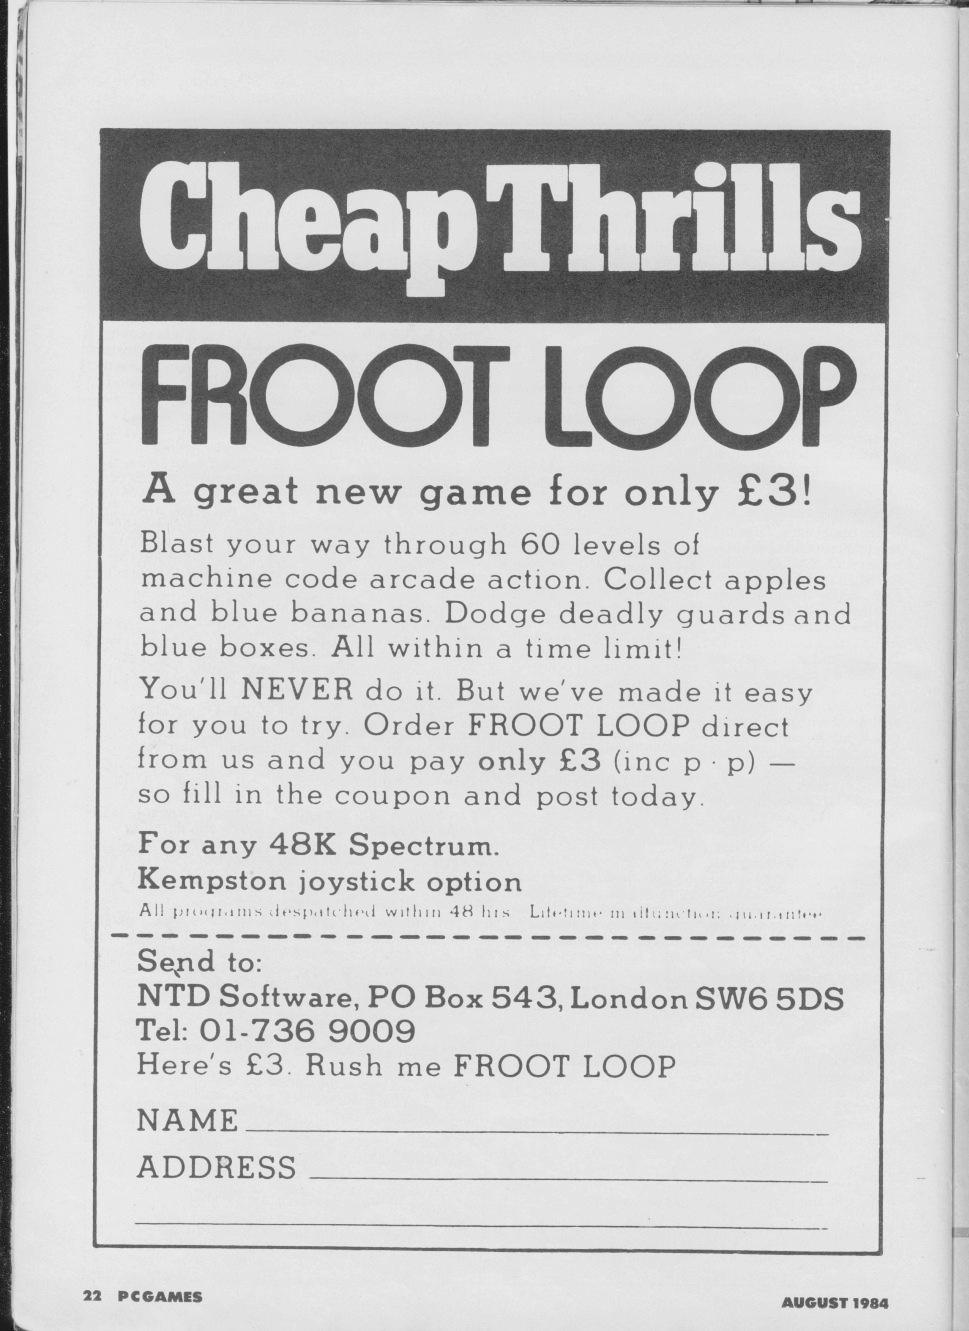 Cheap Thrills
FROOT LOOP
A great new game for only £3!
Blast your way through 60 levels of
machine code arcade action. Collect apples
and blue bananas. Dodge deadly guards and
blue boxes. All within a time limit!
You'll NEVER do it. But we've made it easy
for you to try. Order FROOT LOOP direct
from us and you pay only £3 (inc p · p) —
so fill in the coupon and post today.
For any 48K Spectrum.
Kempston joystick option
All programs despatched within 48 hrs. Lifetime malfunction guarantee
Send to:
NTD Software, PO Box 543, London SW6 5DS
Tel: 01-736 9009
Here's £3. Rush me FROOT LOOP
NAME
ADDRESS
22 PCGAMES
AUGUST 1984